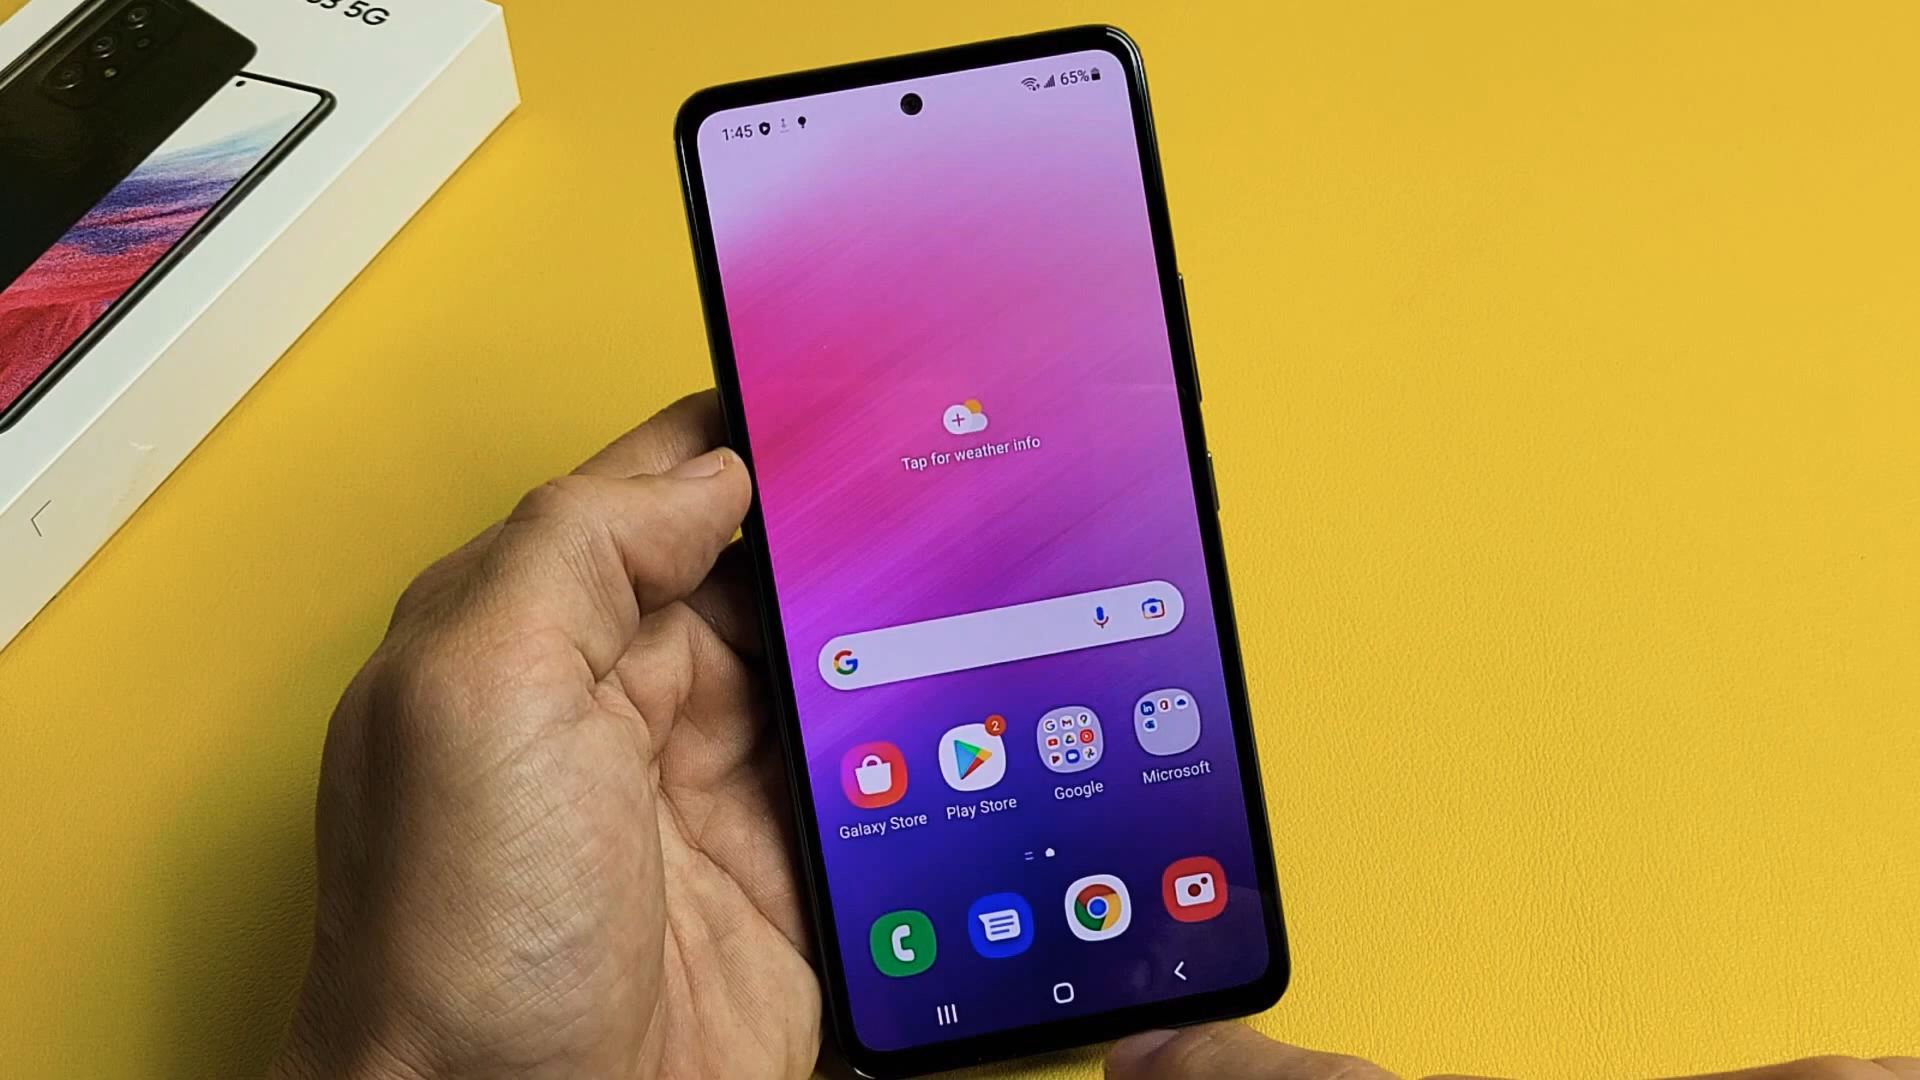 5G
1:45
65%
Tap for weather info
G
2
Galaxy Store
Play Store
Google
Microsoft